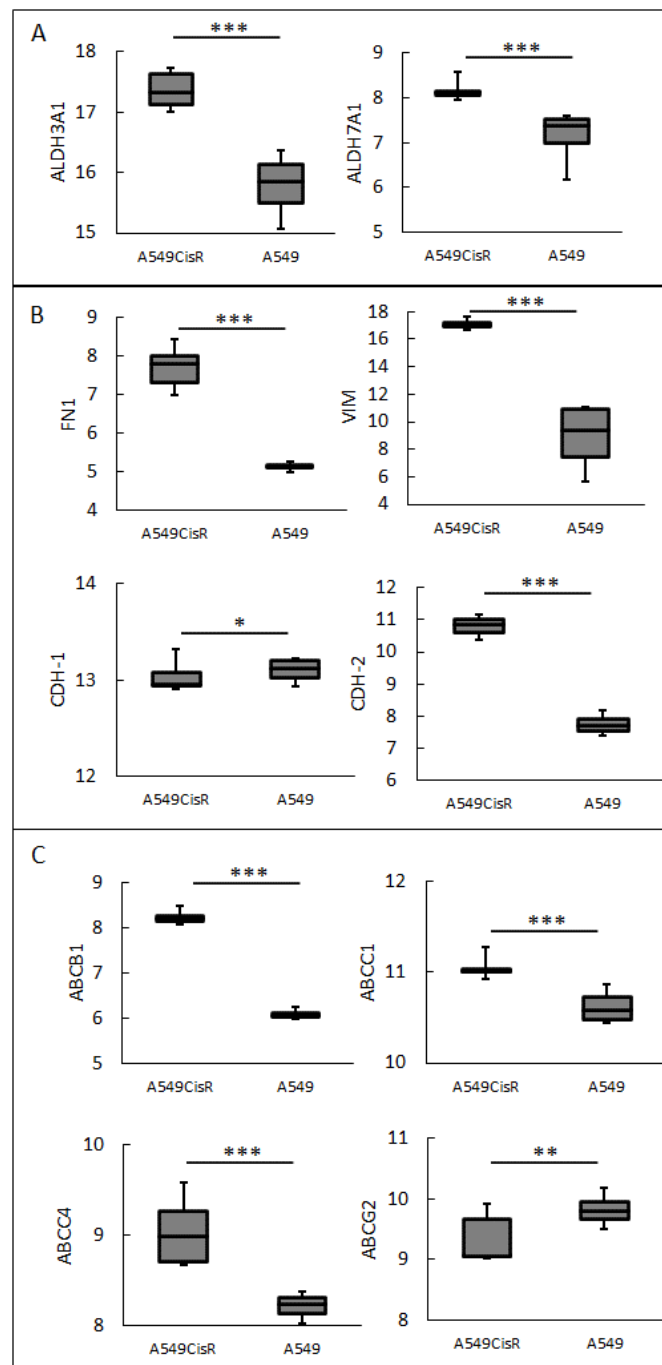 A
***
***
ALDH3A1
18
17
16
15
A549CisR
A549
ALDH7A1
9
8
7
6
5
A549CisR
A549
B
***
***
FN1
9
8
7
6
5
4
A549CisR
A549
VIM
18
16
14
12
10
8
6
4
A549CisR
A549
*
***
CDH-1
14
13
12
A549CisR
A549
CDH-2
12
11
10
9
8
7
6
A549CisR
A549
C
***
***
ABCB1
9
8
7
6
5
A549CisR
A549
ABCC1
12
11
10
A549CisR
A549
***
**
ABCC4
10
9
8
A549CisR
A549
ABCG2
11
10
9
8
A549CisR
A549